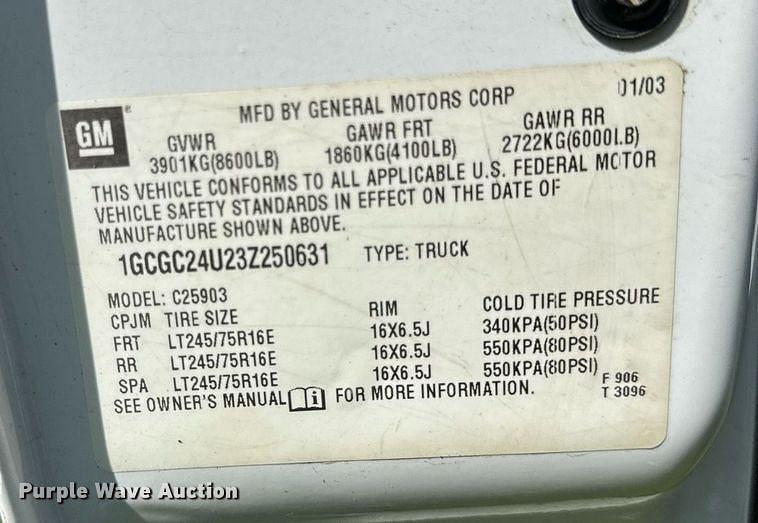 MFD BY GENERAL MOTORS CORP 01/03
GM ®
GVWR GAWR FRT GAWR RR
3901KG(8600LB) 1860KG(4100LB) 2722KG(6000LB)
THIS VEHICLE CONFORMS TO ALL APPLICABLE U.S. FEDERAL MOTOR
VEHICLE SAFETY STANDARDS IN EFFECT ON THE DATE OF
MANUFACTURE SHOWN ABOVE.
1GCGC24U23Z250631 TYPE: TRUCK
MODEL: C25903
CPJM TIRE SIZE RIM COLD TIRE PRESSURE
FRT LT245/75R16E 16X6.5J 340KPA(50PSI)
RR LT245/75R16E 16X6.5J 550KPA(80PSI)
SPA LT245/75R16E 16X6.5J 550KPA(80PSI)
SEE OWNER'S MANUAL i FOR MORE INFORMATION.
F 906
T 3096
Purple Wave Auction